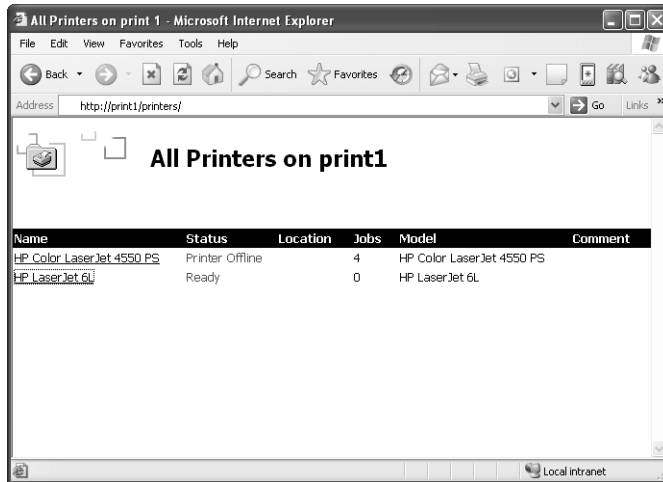 All Printers on print 1 - Microsoft Internet Explorer
File Edit View Favorites Tools Help
Back Search Favorites
Address http://print1/printers/ Go Links »
All Printers on print1
Name Status Location Jobs Model Comment
HP Color LaserJet 4550 PS Printer Offline 4 HP Color LaserJet 4550 PS
HP LaserJet 6L Ready 0 HP LaserJet 6L
Local intranet